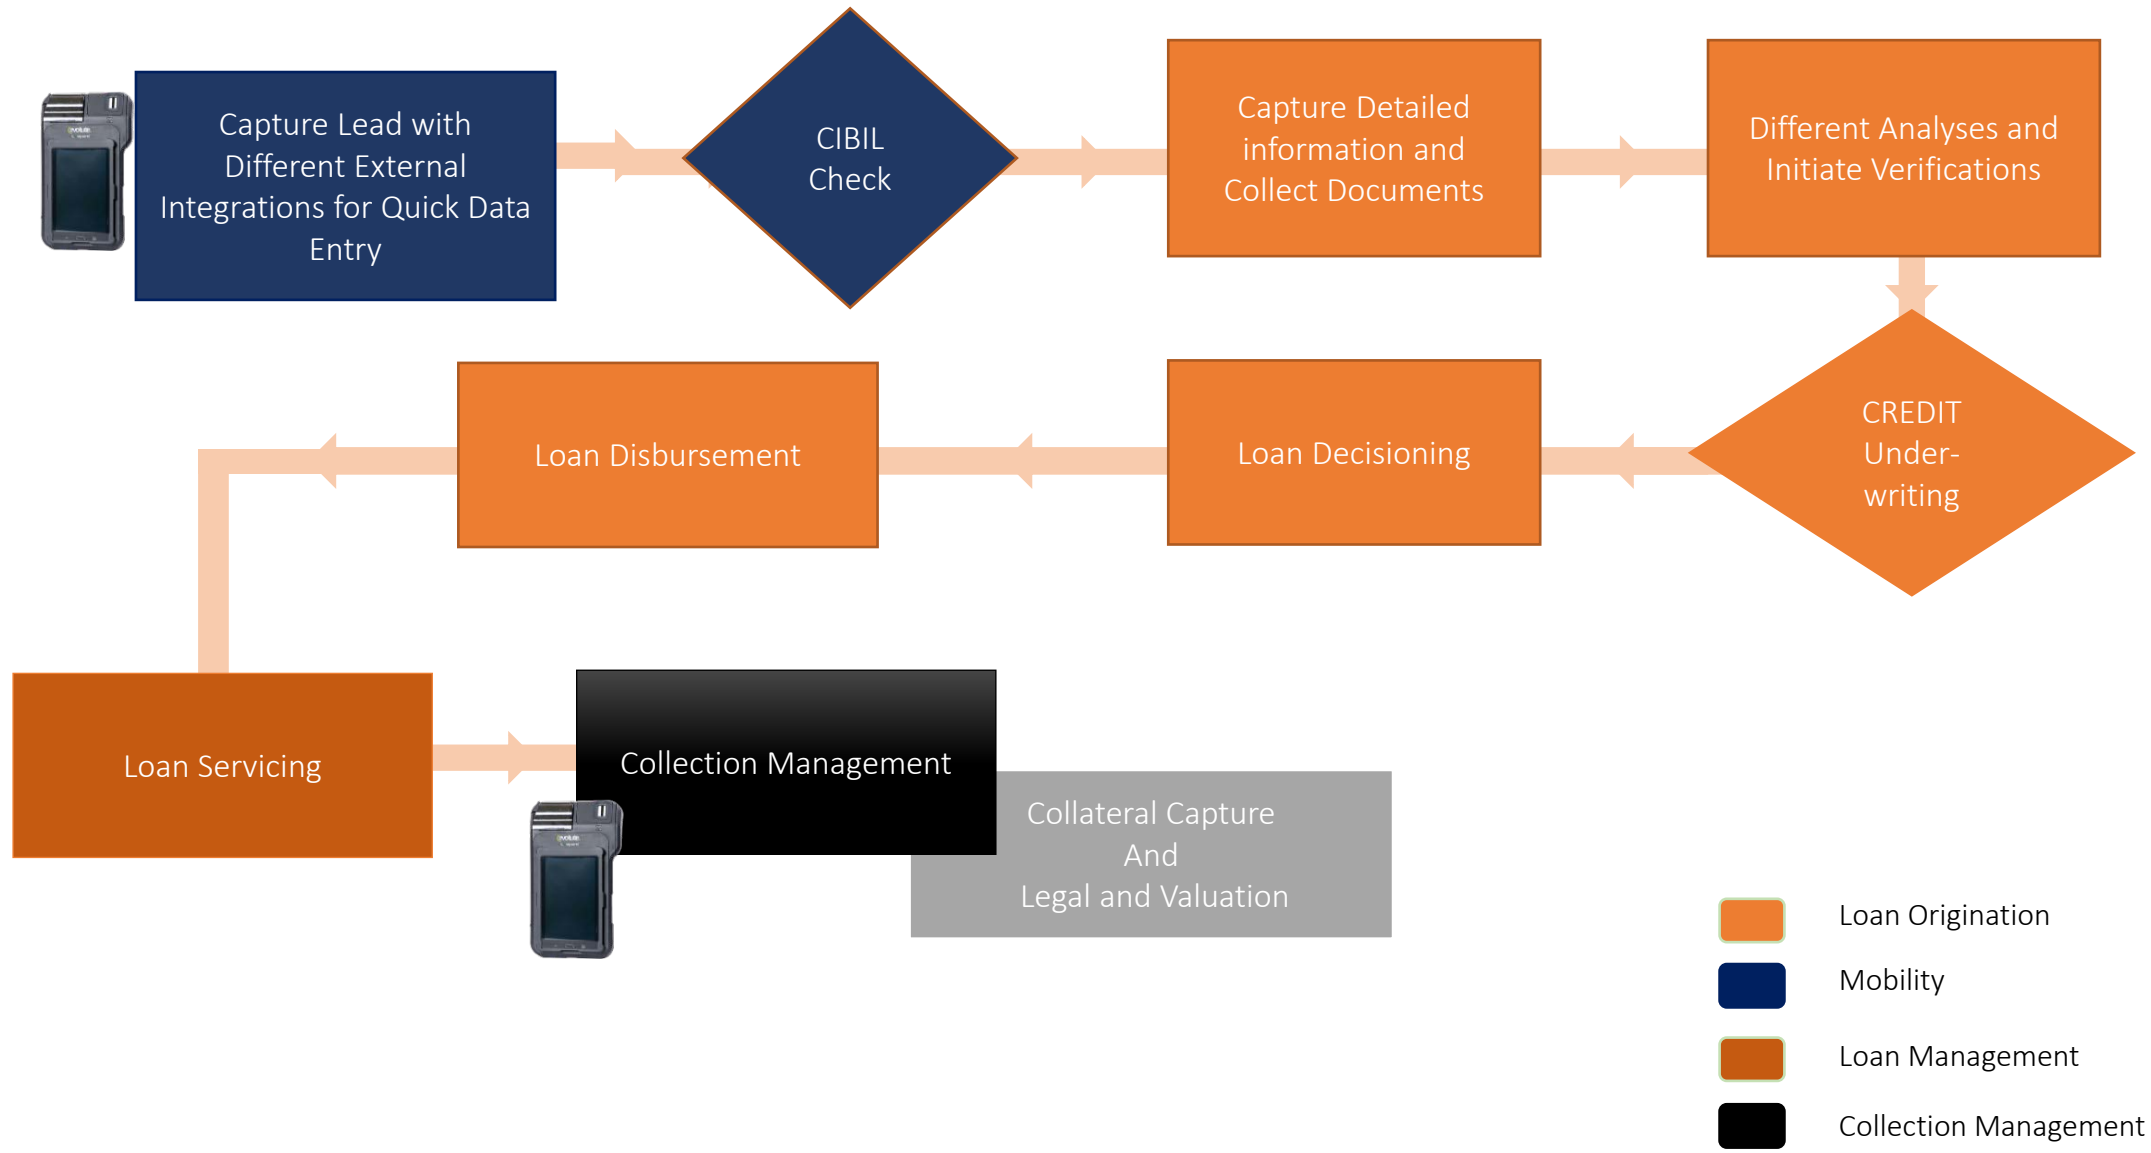 Capture Lead with
Different External
Integrations for Quick Data
Entry
CIBIL
Check
Capture Detailed
information and
Collect Documents
Different Analyses and
Initiate Verifications
CREDIT
Under-
writing
Loan Decisioning
Loan Disbursement
Loan Servicing
Collection Management
Collateral Capture
And
Legal and Valuation
Loan Origination
Mobility
Loan Management
Collection Management